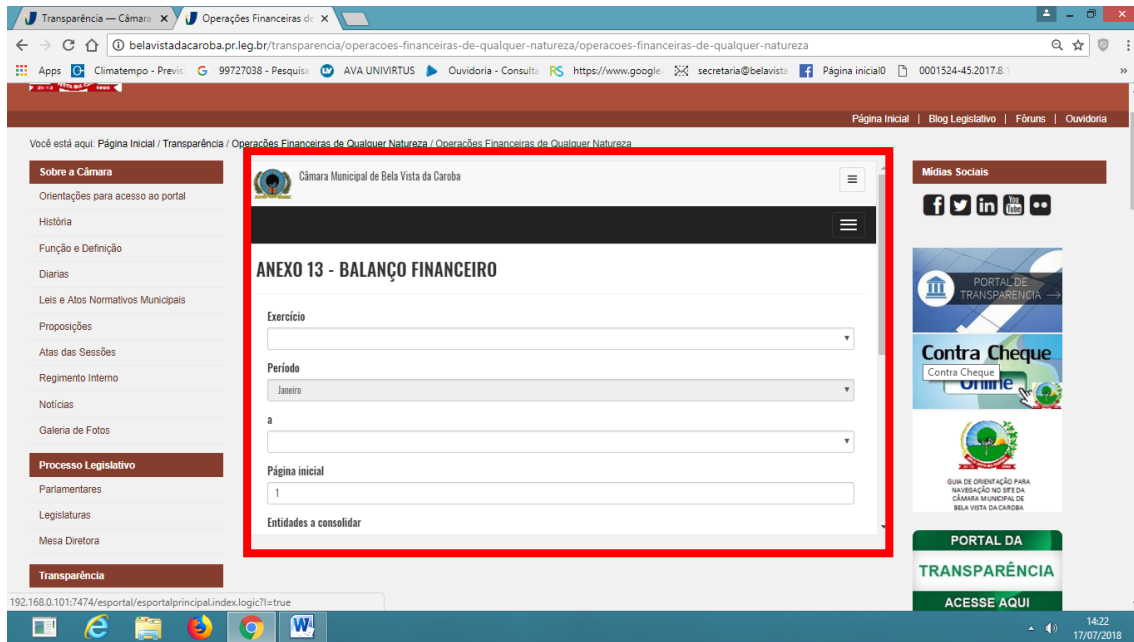 Transparência — Câmara
Operações Financeiras de
belavistadacaroba.pr.leg.br/transparencia/operacoes-financeiras-de-qualquer-natureza/operacoes-financeiras-de-qualquer-natureza
Apps
Climatempo - Previs
99727038 - Pesquisa
AVA UNIVIRTUS
Ouvidoria - Consulta
RS
https://www.google.
secretaria@belavista
Página inicial0
0001524-45.2017.8.1
»
Página Inicial | Blog Legislativo | Fóruns | Ouvidoria
Você está aqui: Página Inicial / Transparência / Operações Financeiras de Qualquer Natureza / Operações Financeiras de Qualquer Natureza
Sobre a Câmara
Orientações para acesso ao portal
História
Função e Definição
Diarias
Leis e Atos Normativos Municipais
Proposições
Atas das Sessões
Regimento Interno
Notícias
Galeria de Fotos
Processo Legislativo
Parlamentares
Legislaturas
Mesa Diretora
Transparência
Câmara Municipal de Bela Vista da Caroba
ANEXO 13 - BALANÇO FINANCEIRO
Exercício
Período
Janeiro
a
Página inicial
1
Entidades a consolidar
Mídias Sociais
You
Tube
PORTAL DE
TRANSPARÊNCIA
Contra Cheque
Contra Cheque
Online
GUIA DE ORIENTAÇÃO PARA
NAVEGAÇÃO NO SITE DA
CÂMARA MUNICIPAL DE
BELA VISTA DA CAROBA
PORTAL DA
TRANSPARÊNCIA
ACESSE AQUI
192.168.0.101:7474/esportal/esportalprincipal.index.logic?l=true
14:22
17/07/2018